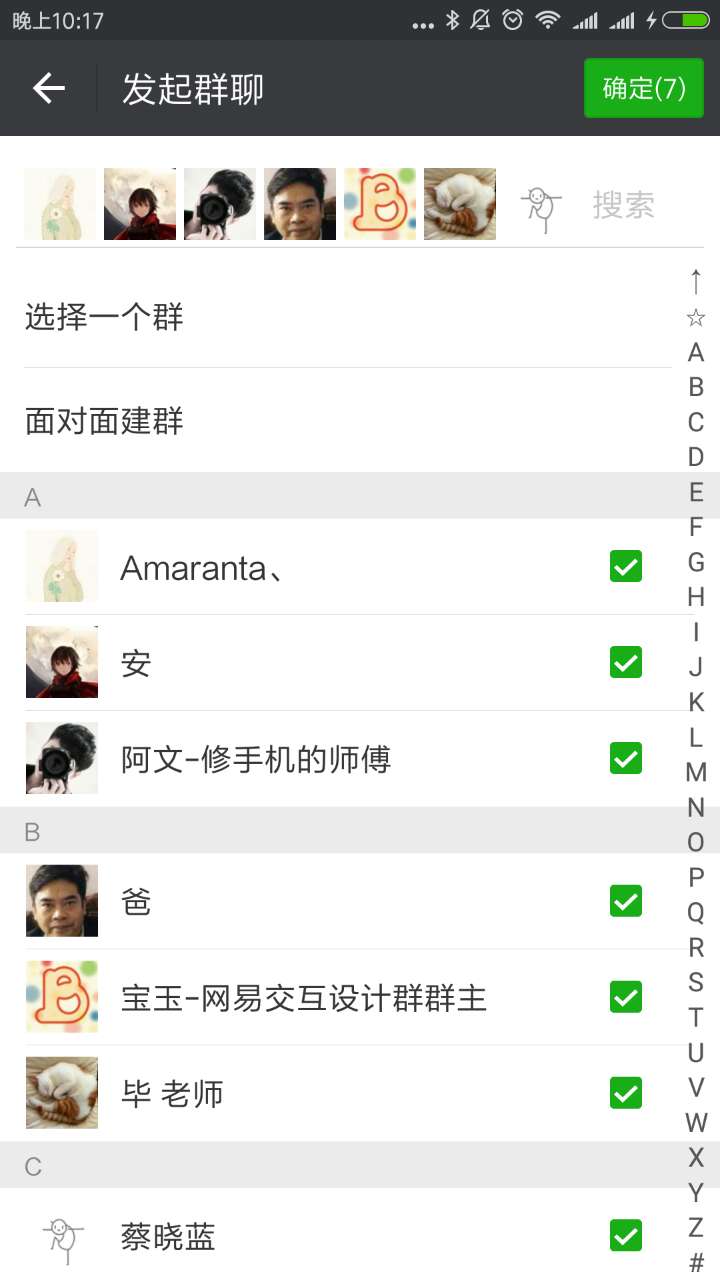 晚上10:17
发起群聊
确定(7)
搜索
选择一个群
面对面建群
A
Amaranta、
安
阿文-修手机的师傅
B
爸
宝玉-网易交互设计群群主
毕 老师
C
蔡晓蓝
↑
☆
A
B
C
D
E
F
G
H
I
J
K
L
M
N
O
P
Q
R
S
T
U
V
W
X
Y
Z
#